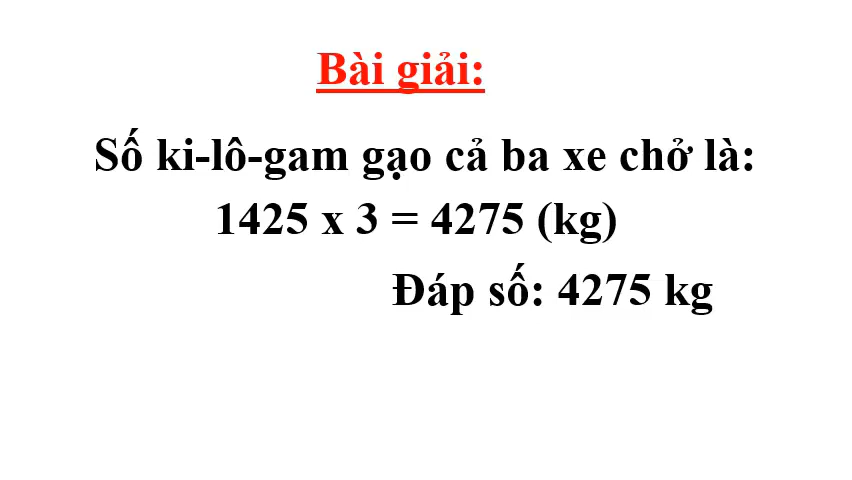 Bài giải:
Số ki-lô-gam gạo cả ba xe chở là:
1425 x 3 = 4275 (kg)
Đáp số: 4275 kg